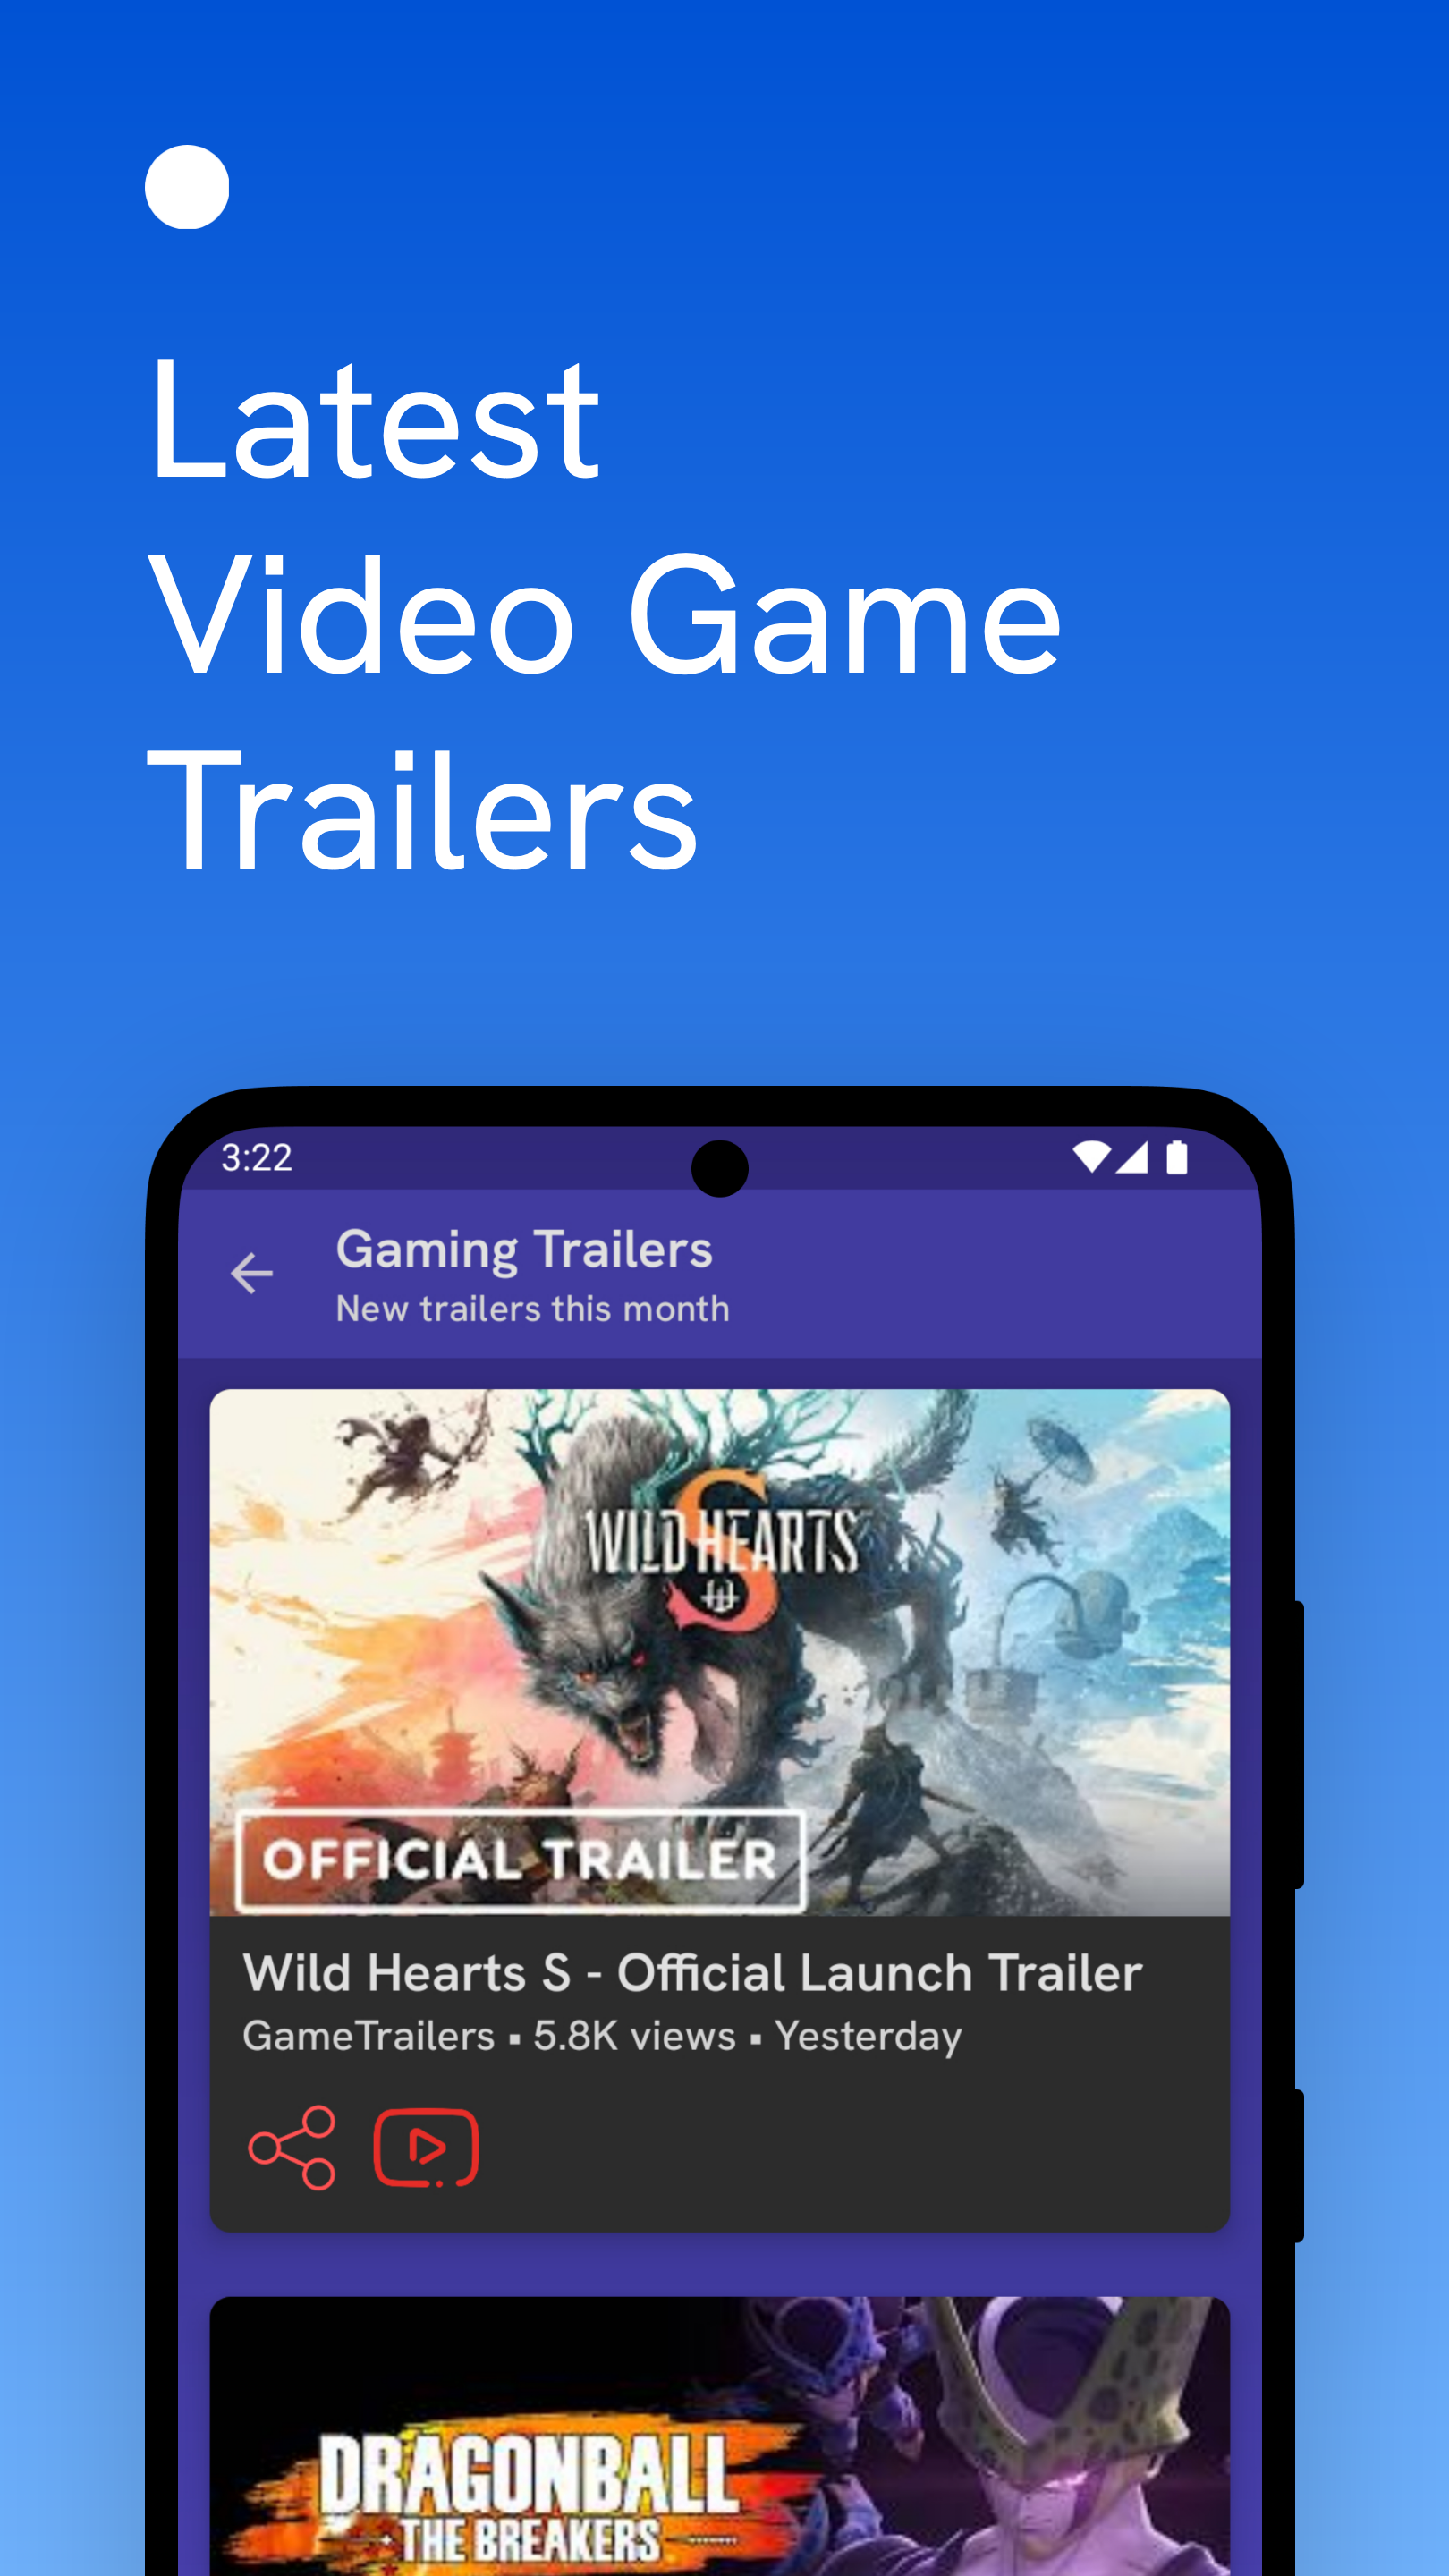 Latest
Video Game
Trailers
3:22
Gaming Trailers
New trailers this month
WILD HEARTS
S
OFFICIAL TRAILER
Wild Hearts S - Official Launch Trailer
GameTrailers ▪ 5.8K views ▪ Yesterday
DRAGONBALL
THE BREAKERS